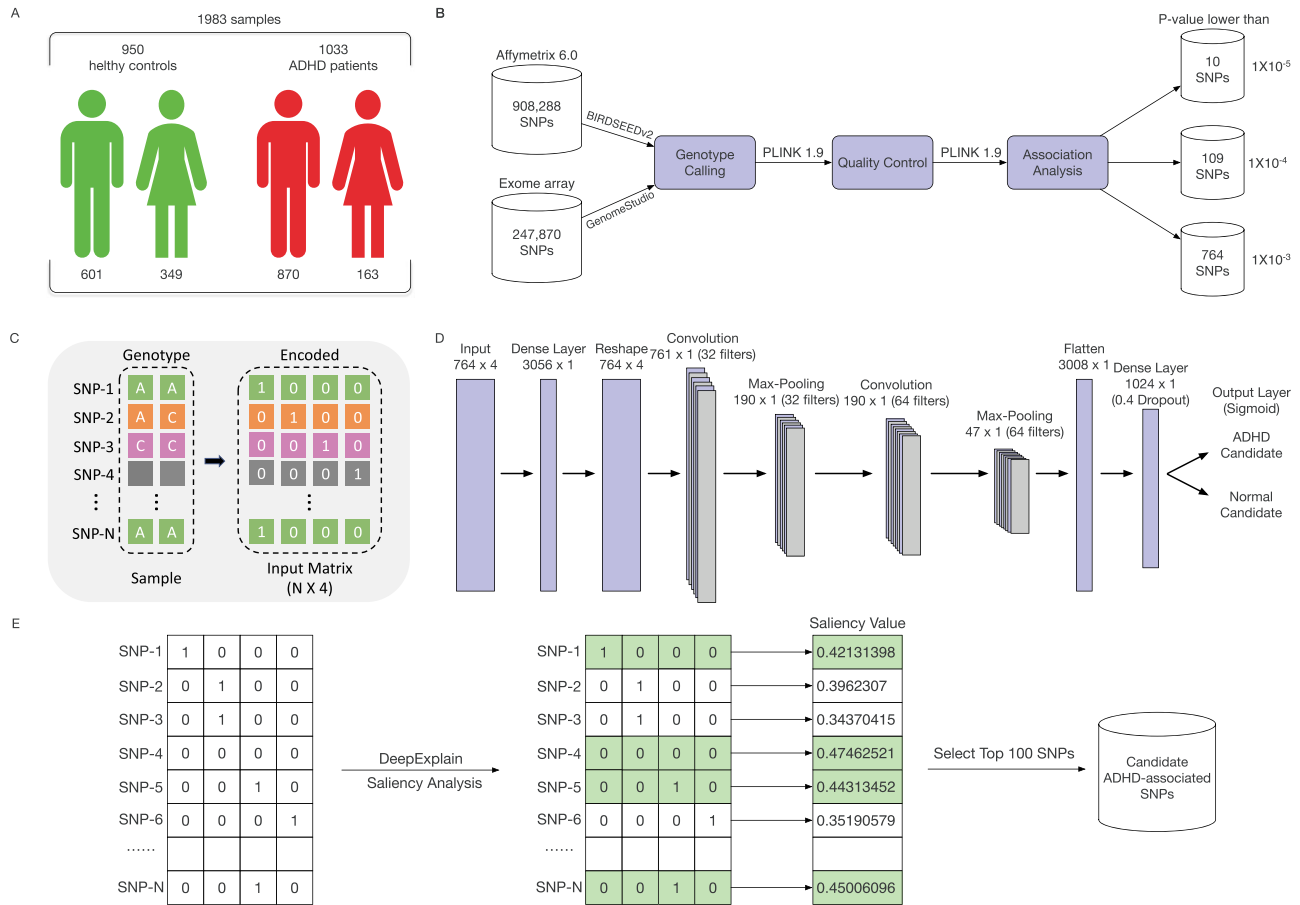 A
1983 samples
950
helthy controls
1033
ADHD patients
601
349
870
163
B
Affymetrix 6.0
908,288
SNPs
BIRDSEEDv2
Exome array
247,870
SNPs
GenomeStudio
Genotype
Calling
PLINK 1.9
Quality Control
PLINK 1.9
Association
Analysis
P-value lower than
10
SNPs
1X10-5
109
SNPs
1X10-4
764
SNPs
1X10-3
C
Genotype
Encoded
SNP-1 A A 1 0 0 0
SNP-2 A C 0 1 0 0
SNP-3 C C 0 0 1 0
SNP-4 0 0 0 1
SNP-N A A 1 0 0 0
Sample
Input Matrix
(N X 4)
D
Input
764 x 4
Dense Layer
3056 x 1
Reshape
764 x 4
Convolution
761 x 1 (32 filters)
Max-Pooling
190 x 1 (32 filters)
Convolution
190 x 1 (64 filters)
Max-Pooling
47 x 1 (64 filters)
Flatten
3008 x 1
Dense Layer
1024 x 1
(0.4 Dropout)
Output Layer
(Sigmoid)
ADHD
Candidate
Normal
Candidate
E
SNP-1 1 0 0 0
SNP-2 0 1 0 0
SNP-3 0 1 0 0
SNP-4 0 0 0 0
SNP-5 0 0 1 0
SNP-6 0 0 0 1
......
SNP-N 0 0 1 0
DeepExplain
Saliency Analysis
Saliency Value
SNP-1 1 0 0 0 0.42131398
SNP-2 0 1 0 0 0.3962307
SNP-3 0 1 0 0 0.34370415
SNP-4 0 0 0 0 0.47462521
SNP-5 0 0 1 0 0.44313452
SNP-6 0 0 0 1 0.35190579
......
SNP-N 0 0 1 0 0.45006096
Select Top 100 SNPs
Candidate
ADHD-associated
SNPs